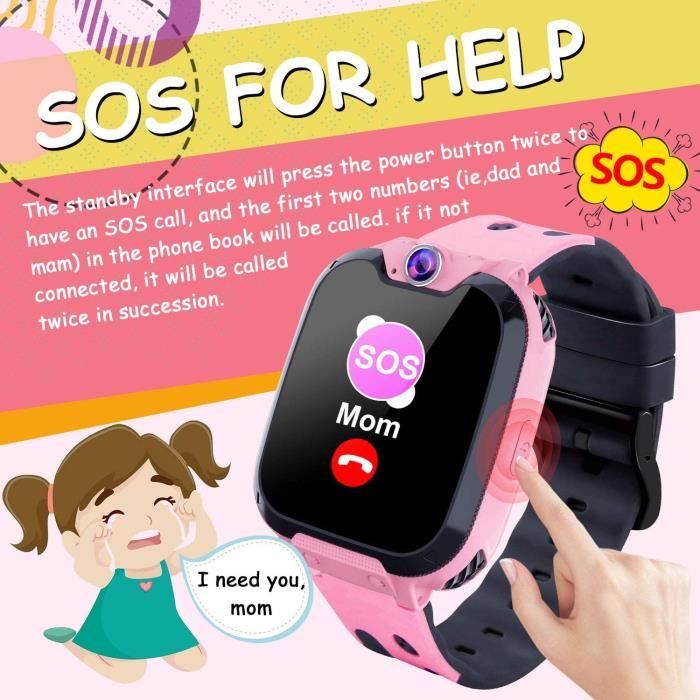 SOS FOR HELP
The standby interface will press the power button twice to
have an SOS call, and the first two numbers (ie,dad and
mam) in the phone book will be called. if it not
connected, it will be called
twice in succession.
SOS
SOS
Mom
I need you,
mom